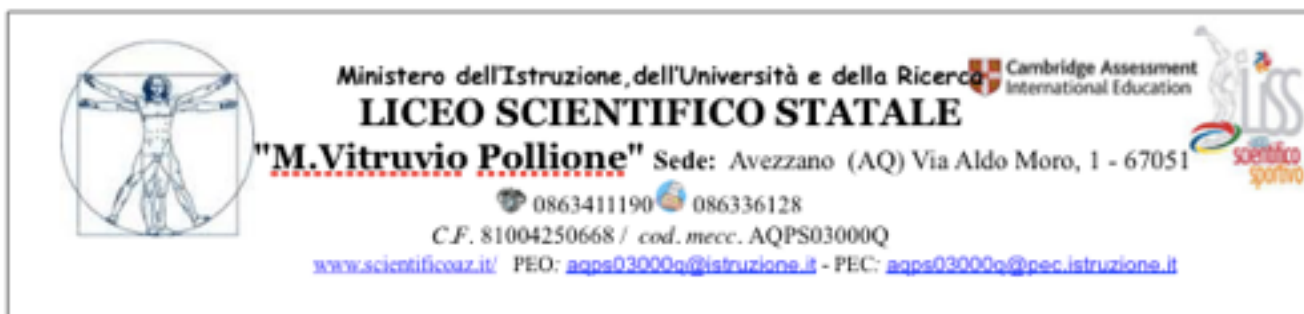 Ministero dell'Istruzione, dell'Università e della Ricerca
Cambridge Assessment
International Education
LICEO SCIENTIFICO STATALE
LiSS
scientifico
sportivo
"M.Vitruvio Pollione" Sede: Avezzano (AQ) Via Aldo Moro, 1 - 67051
0863411190 086336128
C.F. 81004250668 / cod. mecc. AQPS03000Q
www.scientificoaz.it/ PEO: aqps03000q@istruzione.it - PEC: aqps03000q@pec.istruzione.it